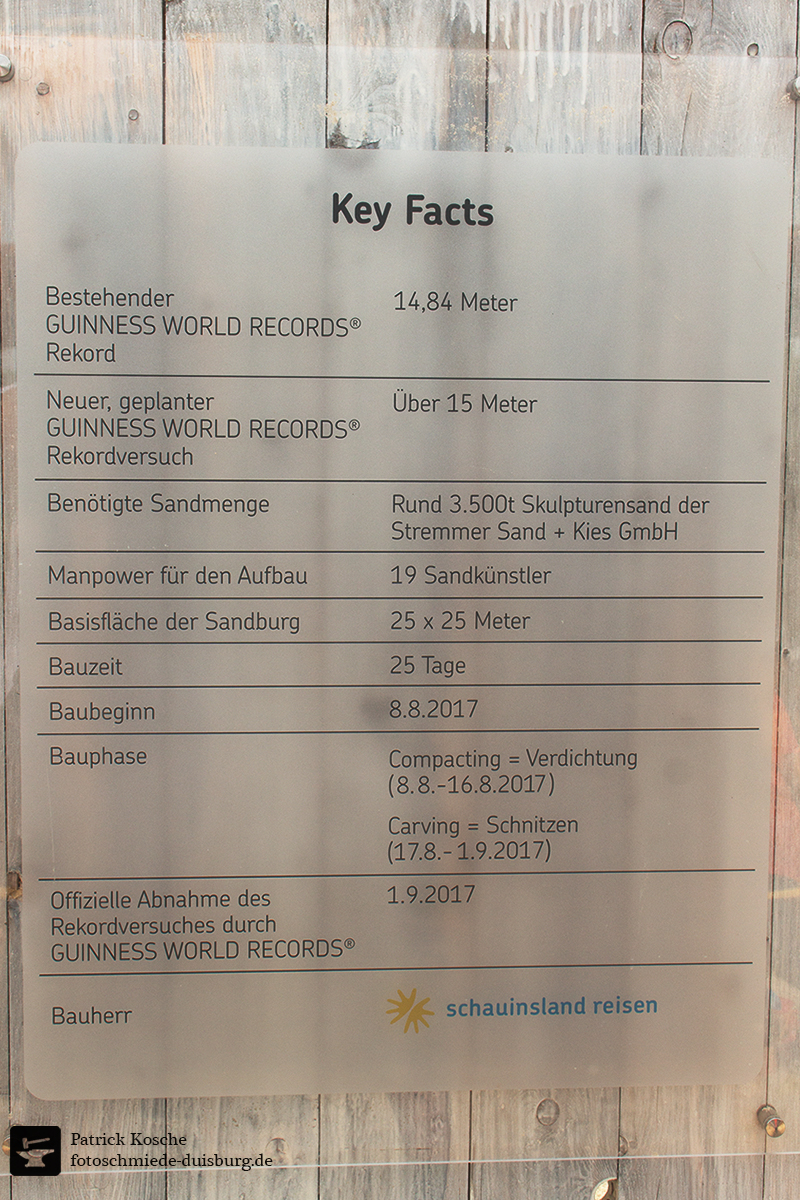 Key Facts
Bestehender
GUINNESS WORLD RECORDS®
Rekord
14,84 Meter
Neuer, geplanter
GUINNESS WORLD RECORDS®
Rekordversuch
Über 15 Meter
Benötigte Sandmenge
Rund 3.500t Skulpturensand der
Stremmer Sand + Kies GmbH
Manpower für den Aufbau
19 Sandkünstler
Basisfläche der Sandburg
25 x 25 Meter
Bauzeit
25 Tage
Baubeginn
8.8.2017
Bauphase
Compacting = Verdichtung
(8.8.-16.8.2017)
Carving = Schnitzen
(17.8.- 1.9.2017)
Offizielle Abnahme des
Rekordversuches durch
GUINNESS WORLD RECORDS®
1.9.2017
Bauherr
schauinsland reisen
Patrick Kosche
fotoschmiede-duisburg.de